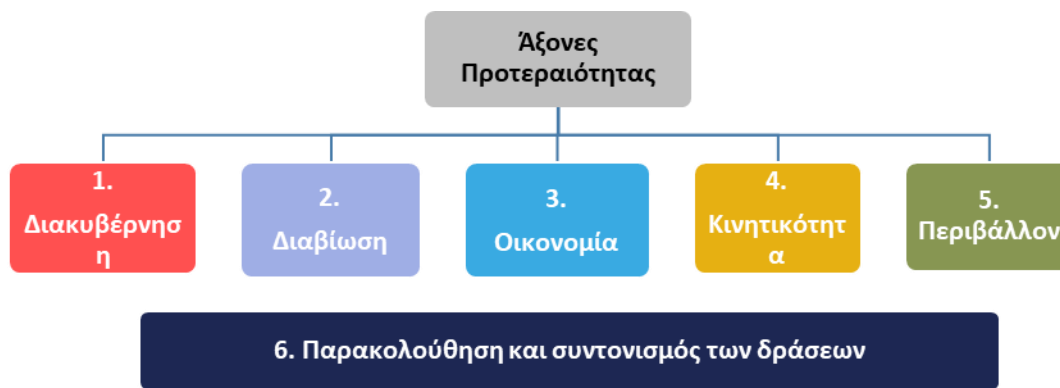 Άξονες
Προτεραιότητας
1.
Διακυβέρνησ
η
2.
Διαβίωση
3.
Οικονομία
4.
Κινητικότητ
α
5.
Περιβάλλον
6. Παρακολούθηση και συντονισμός των δράσεων